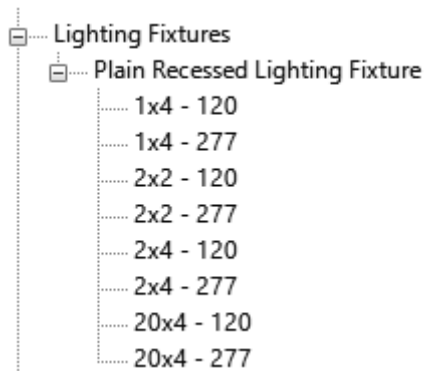 Lighting Fixtures
Plain Recessed Lighting Fixture
1x4 - 120
1x4 - 277
2x2 - 120
2x2 - 277
2x4 - 120
2x4 - 277
20x4 - 120
20x4 - 277